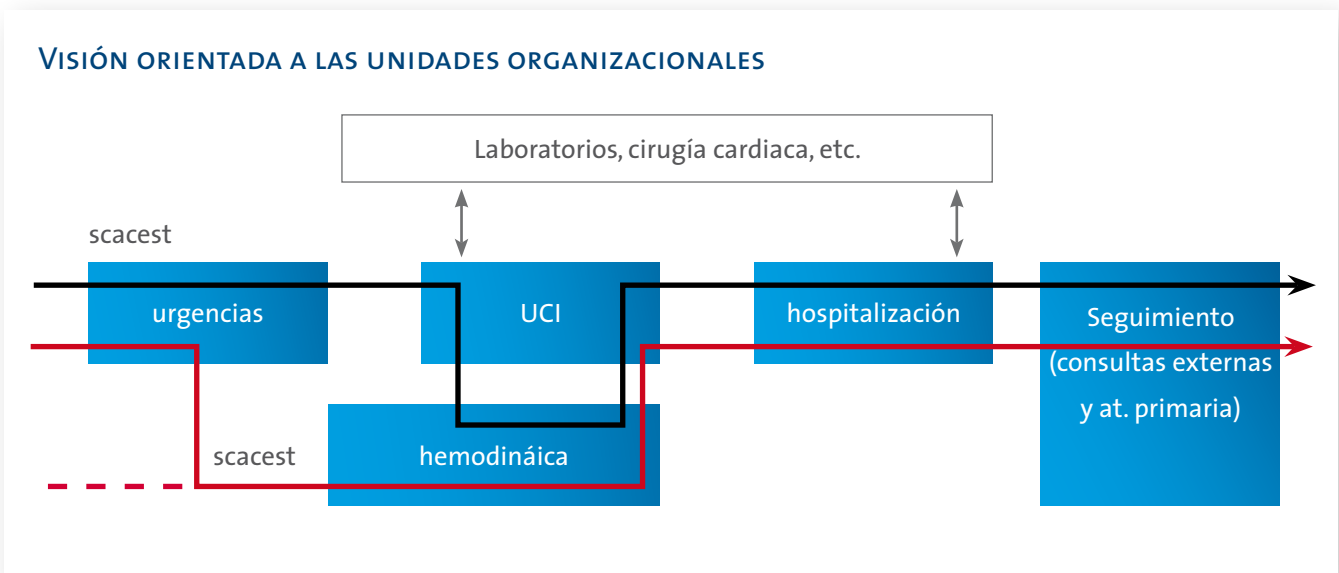 Visión orientada a las unidades organizacionales
Laboratorios, cirugía cardiaca, etc.
scacest
urgencias
UCI
hospitalización
Seguimiento
(consultas externas
y at. primaria)
scacest
hemodináica